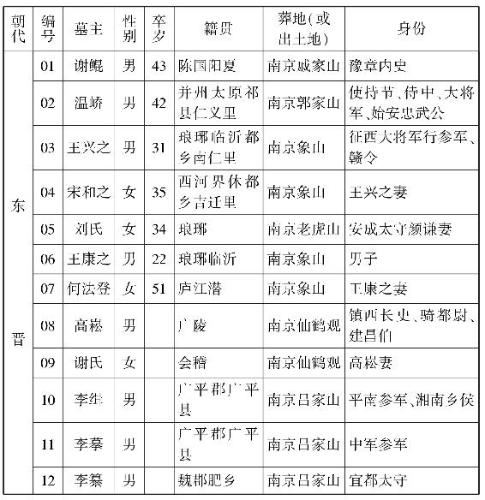 朝代 编号 墓主 性别 卒岁 籍贯 葬地(或出土地) 身份
东晋
01 谢鲲 男 43 陈国阳夏 南京戚家山 豫章内史
02 温峤 男 42 并州太原祁县仁义里 南京郭家山 使持节、侍中、大将军、始安忠武公
03 王兴之 男 31 琅琊临沂都乡南仁里 南京象山 征西大将军行参军、赣令
04 宋和之 女 35 西河界休都乡吉迁里 南京象山 王兴之妻
05 刘氏 女 34 琅琊 南京老虎山 安成太守颜谦妻
06 王康之 男 22 琅琊临沂 南京象山 男子
07 何法登 女 51 庐江潜 南京象山 王康之妻
08 高崧 男 广陵 南京仙鹤观 镇西长史、骑都尉、建昌伯
09 谢氏 女 会稽 南京仙鹤观 高崧妻
10 李缉 男 广平郡广平县 南京吕家山 平南参军、湘南乡侯
11 李摹 男 广平郡广平县 南京吕家山 中军参军
12 李纂 男 魏郡肥乡 南京吕家山 宜都太守